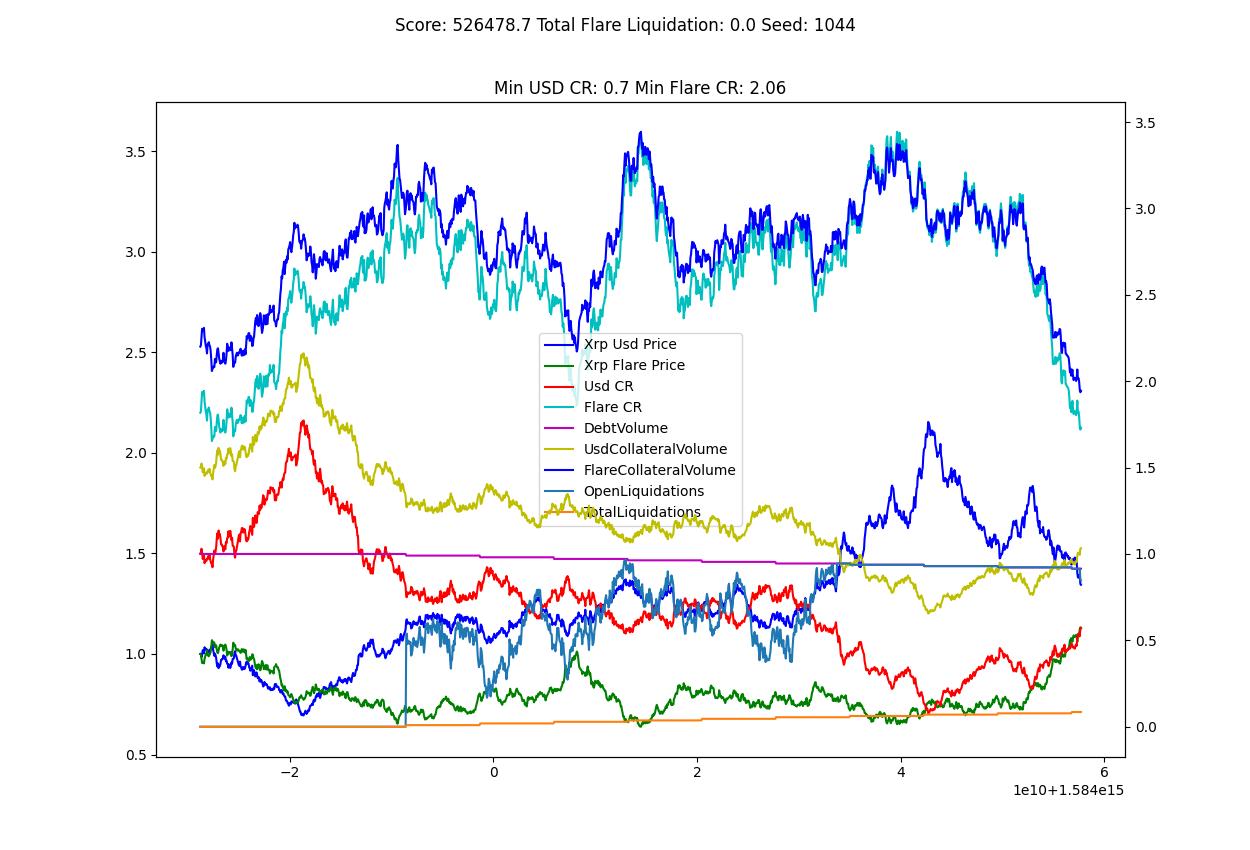 Score: 526478.7 Total Flare Liquidation: 0.0 Seed: 1044
Min USD CR: 0.7 Min Flare CR: 2.06
3.5
3.0
2.5
2.0
1.5
1.0
0.5
3.5
3.0
2.5
2.0
1.5
1.0
0.5
0.0
Xrp Usd Price
Xrp Flare Price
Usd CR
Flare CR
DebtVolume
UsdCollateralVolume
FlareCollateralVolume
OpenLiquidations
TotalLiquidations
−2 0 2 4 6
1e10+1.584e15